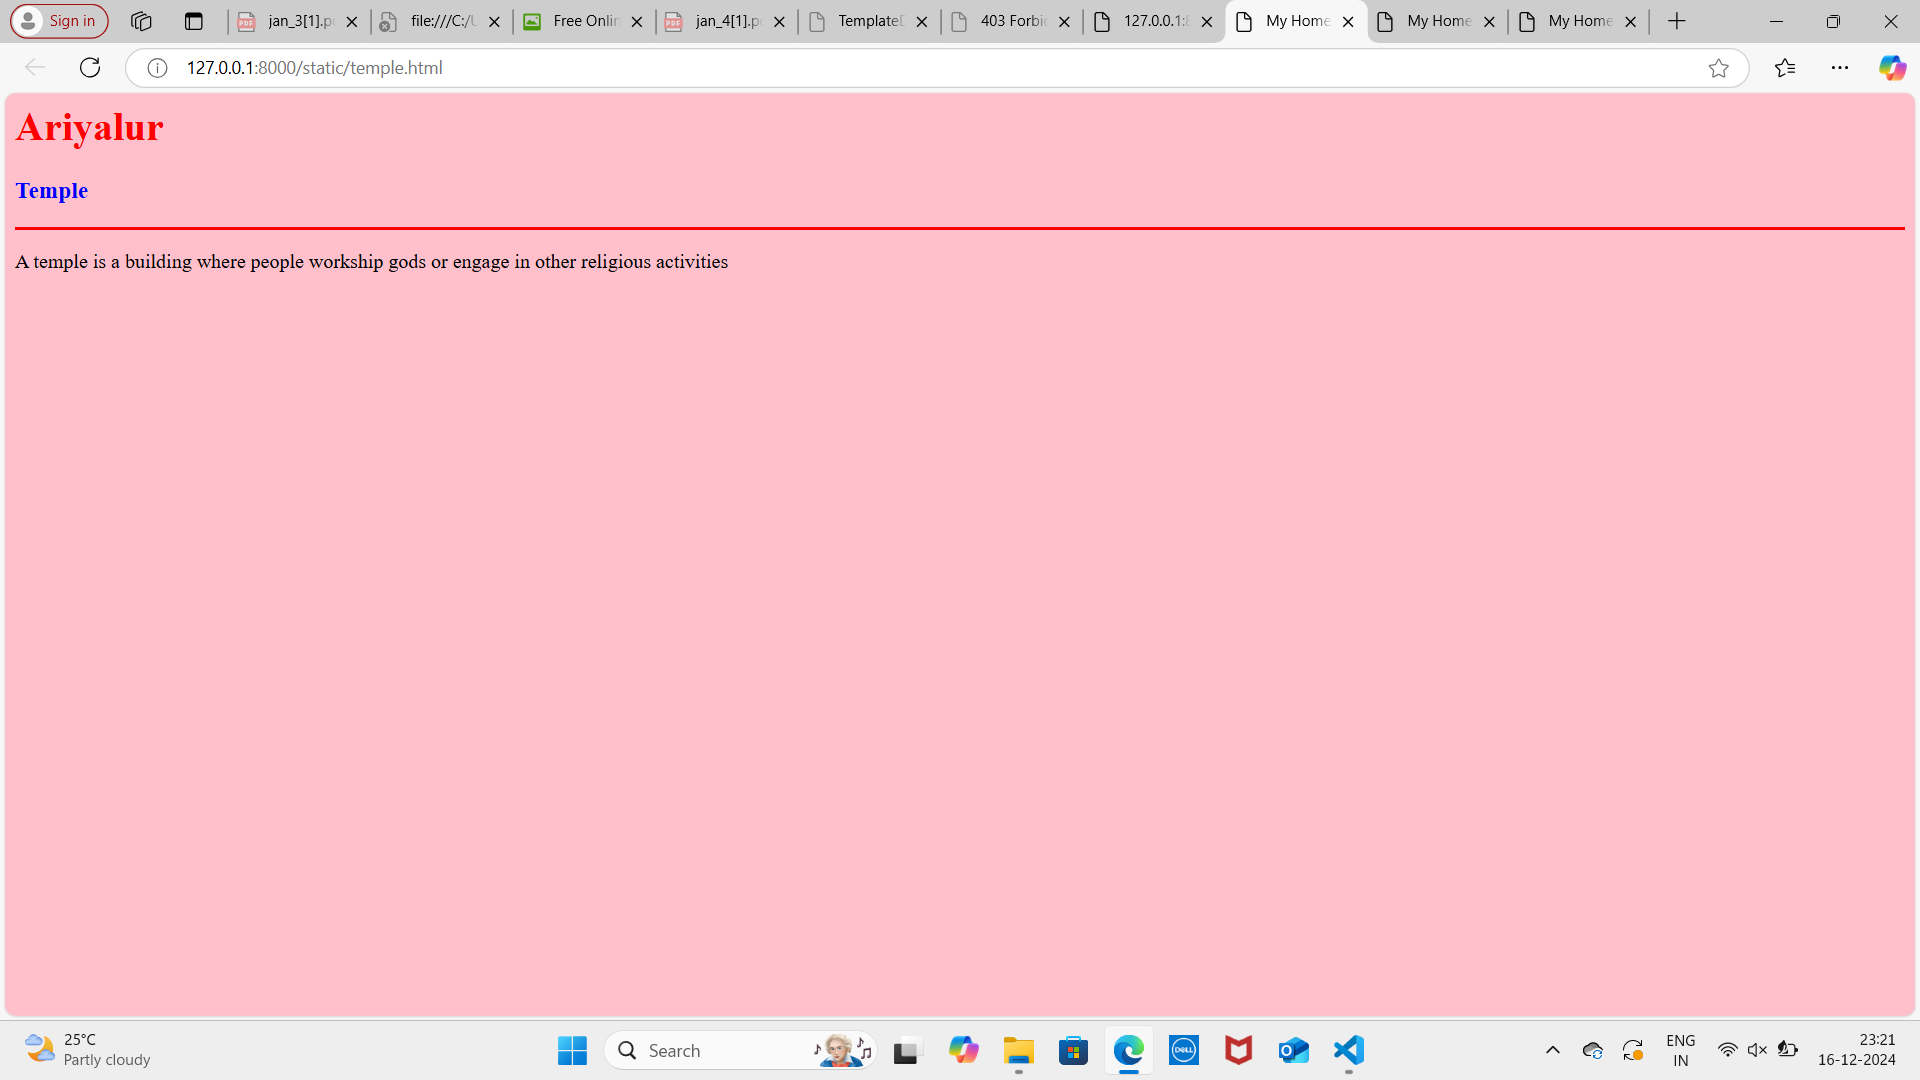 Sign in
jan_3[1].p
file:///C:/U
Free Onlin
jan_4[1].p
Template
403 Forbi
127.0.0.1:8
My Home
My Home
My Home
127.0.0.1:8000/static/temple.html
Ariyalur
Temple
A temple is a building where people workship gods or engage in other religious activities
25°C
Partly cloudy
Search
DELL
ENG
IN
23:21
16-12-2024